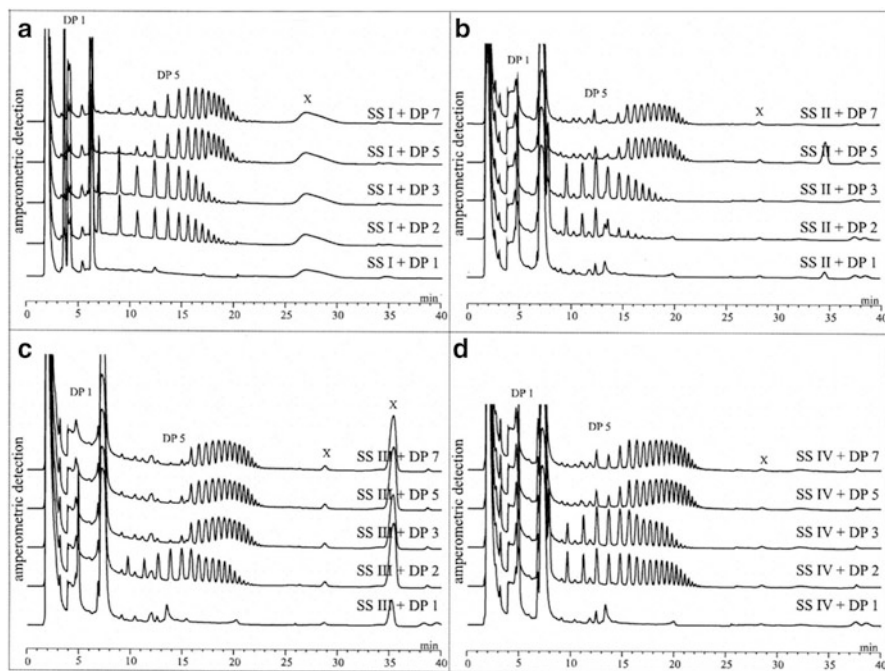 a
DP 1
DP 5
X
SS I + DP 7
SS I + DP 5
SS I + DP 3
SS I + DP 2
SS I + DP 1
amperometric detection
min
0 5 10 15 20 25 30 35 40
b
DP 1
DP 5
X
SS II + DP 7
SS II + DP 5
SS II + DP 3
SS II + DP 2
SS II + DP 1
amperometric detection
min
0 5 10 15 20 25 30 35 40
c
DP 1
DP 5
X
X
SS III + DP 7
SS III + DP 5
SS III + DP 3
SS III + DP 2
SS III + DP 1
amperometric detection
min
0 5 10 15 20 25 30 35 40
d
DP 1
DP 5
X
SS IV + DP 7
SS IV + DP 5
SS IV + DP 3
SS IV + DP 2
SS IV + DP 1
amperometric detection
min
0 5 10 15 20 25 30 35 40